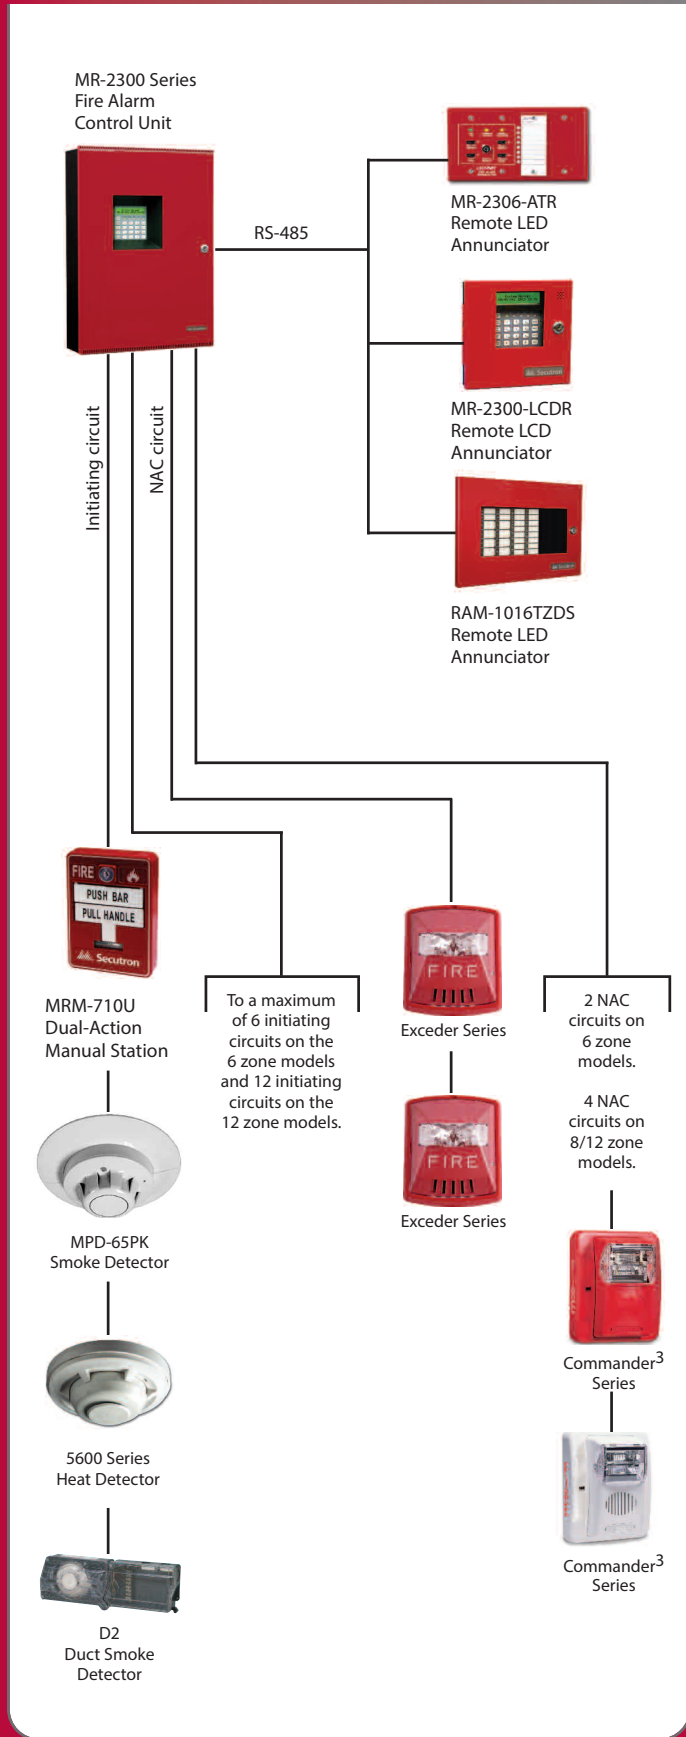 MR-2300 Series
Fire Alarm
Control Unit
RS-485
MR-2306-ATR
Remote LED
Annunciator
Secutron
MR-2300-LCDR
Remote LCD
Annunciator
RAM-1016TZDS
Remote LED
Annunciator
Initiating circuit
NAC circuit
FIRE
PUSH BAR
PULL HANDLE
Secutron
MRM-710U
Dual-Action
Manual Station
MPD-65PK
Smoke Detector
5600 Series
Heat Detector
D2
Duct Smoke
Detector
To a maximum
of 6 initiating
circuits on the
6 zone models
and 12 initiating
circuits on the
12 zone models.
FIRE
Exceder Series
FIRE
Exceder Series
2 NAC
circuits on
6 zone
models.
4 NAC
circuits on
8/12 zone
models.
Commander3
Series
Commander3
Series